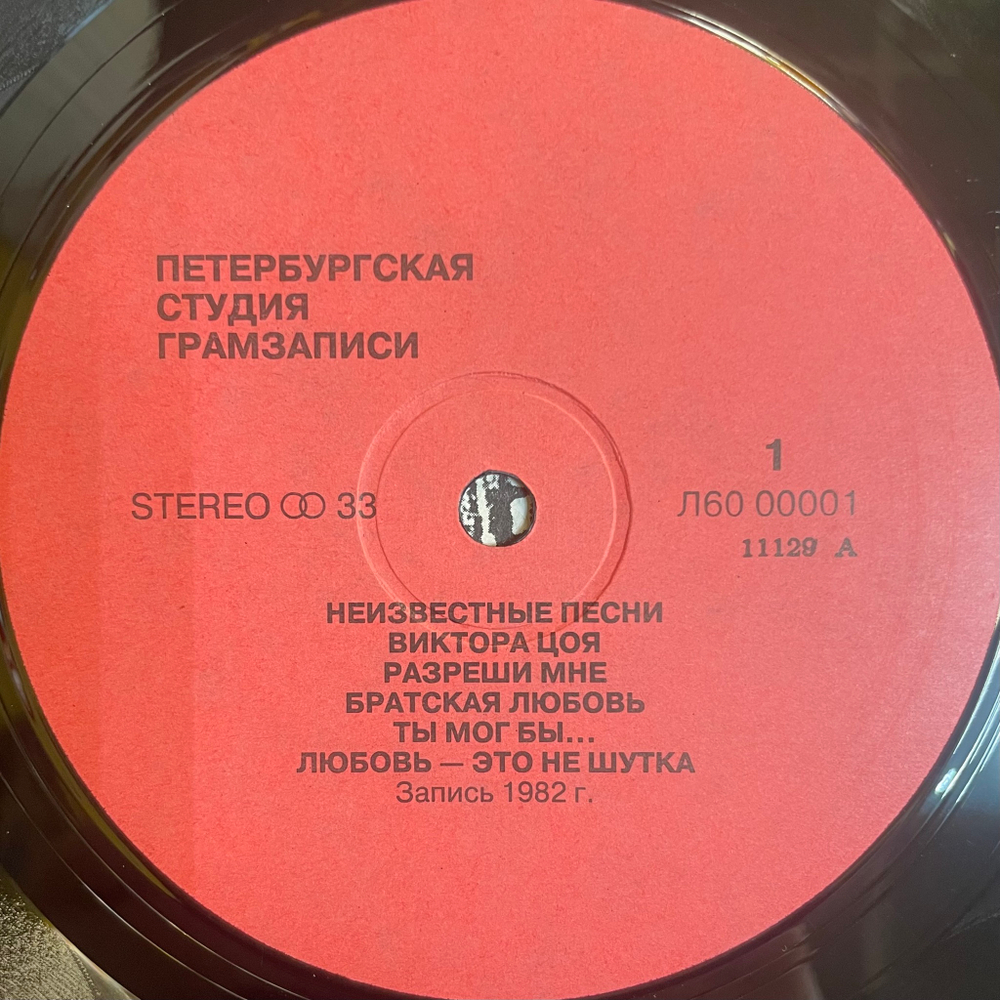 ПЕТЕРБУРГСКАЯ
СТУДИЯ
ГРАМЗАПИСИ
1
STEREO 33
Л60 00001
11129 А
НЕИЗВЕСТНЫЕ ПЕСНИ
ВИКТОРА ЦОЯ
РАЗРЕШИ МНЕ
БРАТСКАЯ ЛЮБОВЬ
ТЫ МОГ БЫ...
ЛЮБОВЬ — ЭТО НЕ ШУТКА
Запись 1982 г.